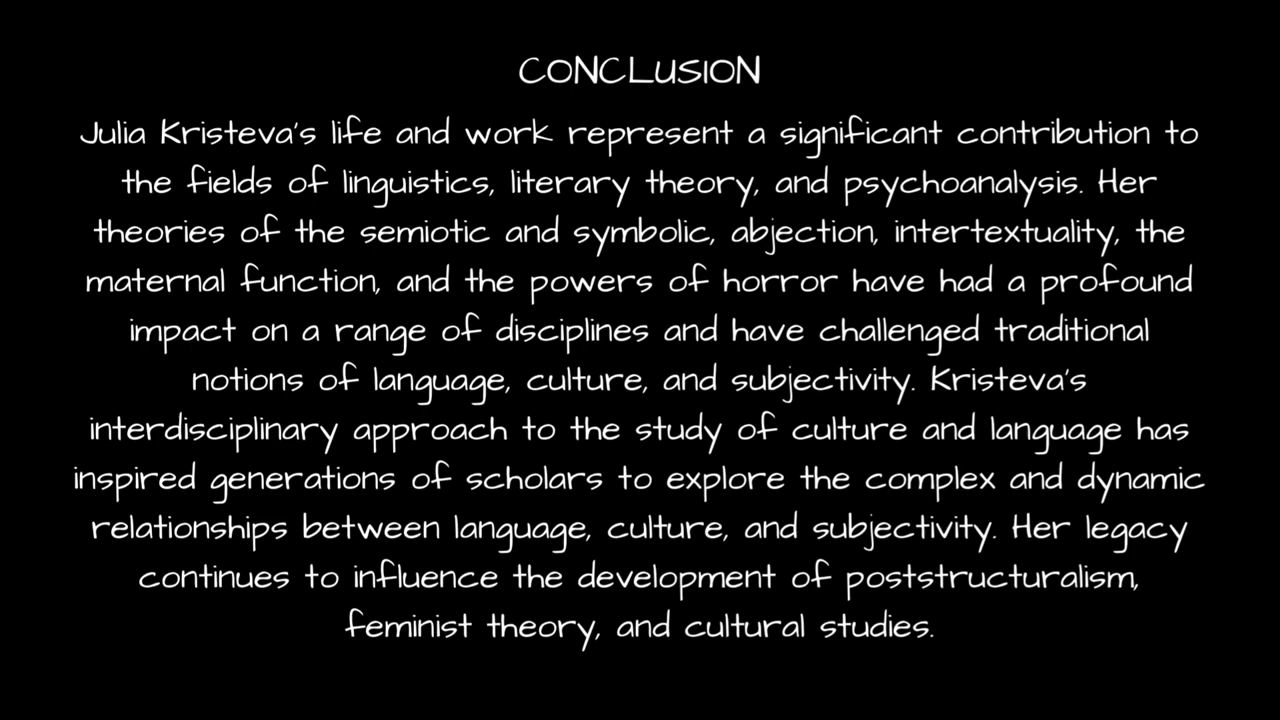 CONCLUSION
Julia Kristeva's life and work represent a significant contribution to
the fields of linguistics, literary theory, and psychoanalysis. Her
theories of the semiotic and symbolic, abjection, intertextuality, the
maternal function, and the powers of horror have had a profound
impact on a range of disciplines and have challenged traditional
notions of language, culture, and subjectivity. Kristeva's
interdisciplinary approach to the study of culture and language has
inspired generations of scholars to explore the complex and dynamic
relationships between language, culture, and subjectivity. Her legacy
continues to influence the development of poststructuralism,
feminist theory, and cultural studies.